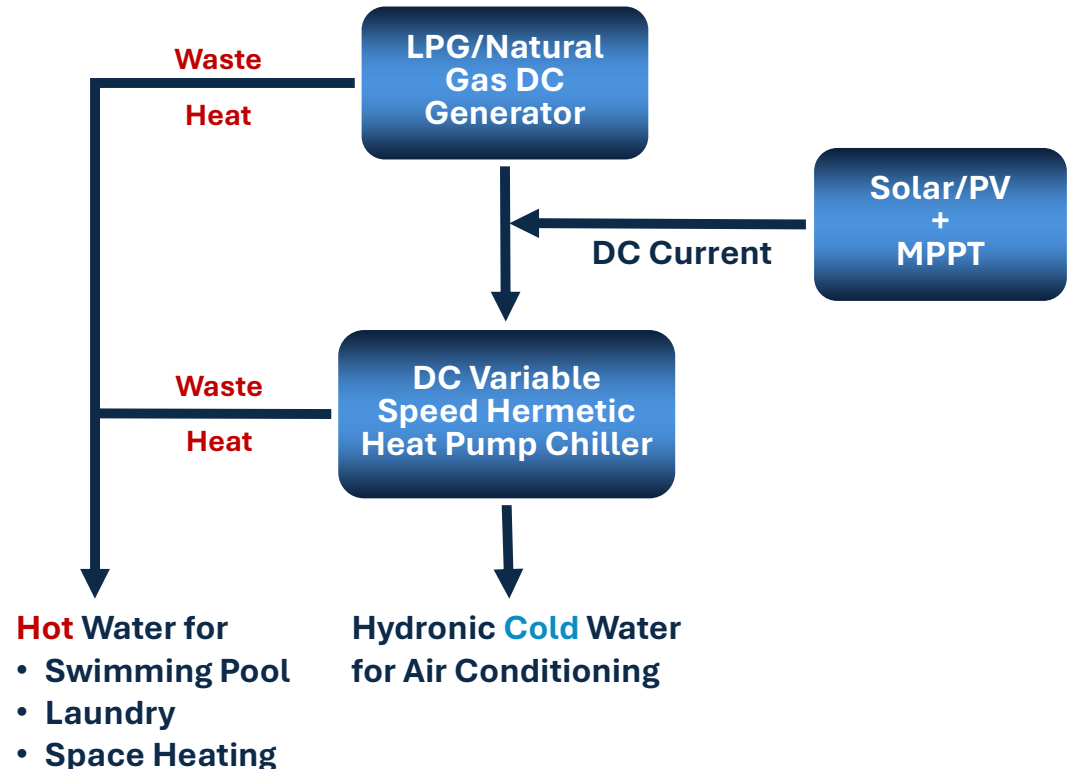 LPG/Natural
Gas DC
Generator
Waste
Heat
Solar/PV
+
MPPT
DC Current
DC Variable
Speed Hermetic
Heat Pump Chiller
Waste
Heat
Hot Water for
• Swimming Pool
• Laundry
• Space Heating
Hydronic Cold Water
for Air Conditioning